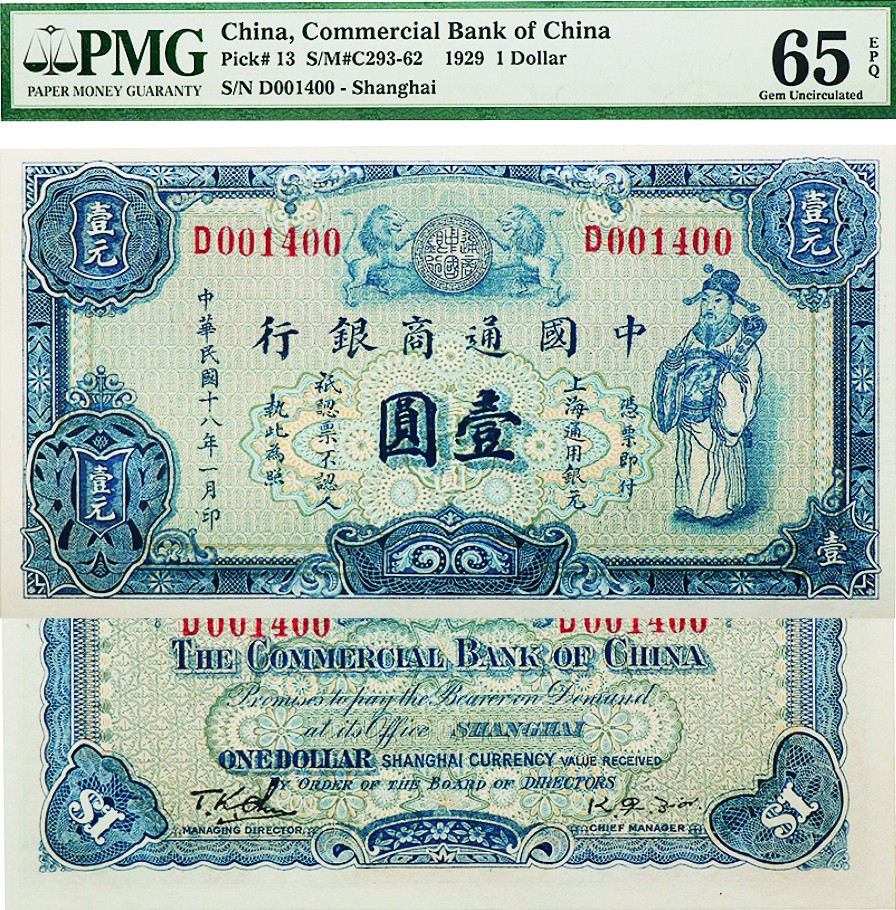 PMG
PAPER MONEY GUARANTY
China, Commercial Bank of China
Pick# 13 S/M#C293-62 1929 1 Dollar
S/N D001400 - Shanghai
65 EPQ
Gem Uncirculated
壹元
壹元
D001400
D001400
行銀商通國中
中華民國十八年一月印
憑票即付
上海通用銀元
圓壹
祇認票不認人
執此為照
壹元
壹
D001400
D001400
THE COMMERCIAL BANK OF CHINA
Promises to pay the Bearer on Demand
at its Office SHANGHAI
ONE DOLLAR SHANGHAI CURRENCY VALUE RECEIVED
BY ORDER OF THE BOARD OF DIRECTORS
MANAGING DIRECTOR
CHIEF MANAGER
$1
$1